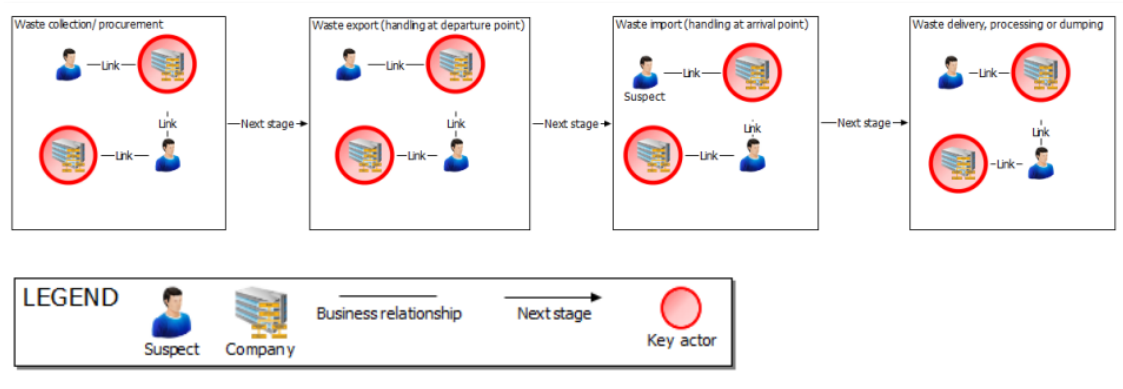 Waste collection/ procurement
Link
Link
Link
Next stage
Waste export (handling at departure point)
Link
Link
Link
Next stage
Waste import (handling at arrival point)
Link
Suspect
Link
Link
Next stage
Waste delivery, processing or dumping
Link
Link
Link
LEGEND
Suspect
Company
Business relationship
Next stage
Key actor